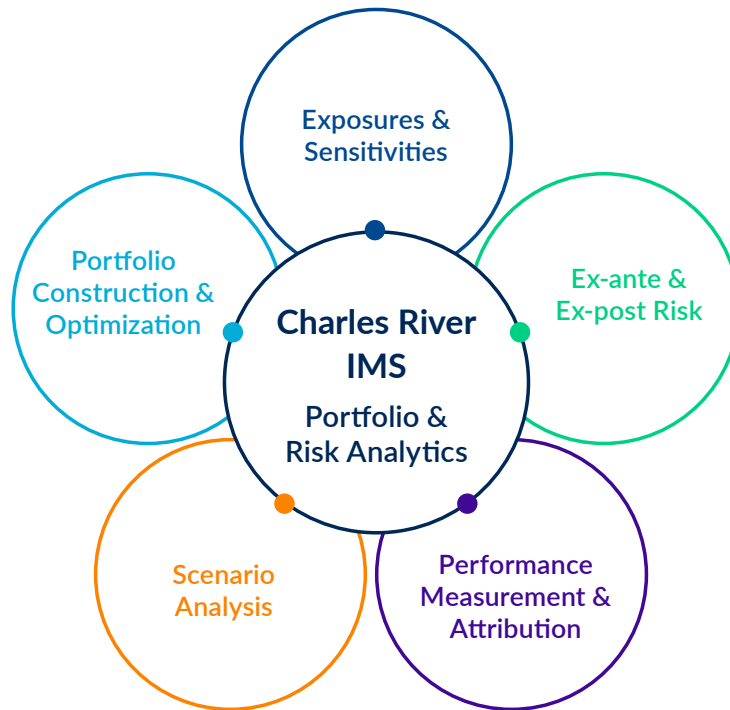 Exposures &
Sensitivities
Ex-ante &
Ex-post Risk
Performance
Measurement &
Attribution
Scenario
Analysis
Portfolio
Construction &
Optimization
Charles River
IMS
Portfolio &
Risk Analytics